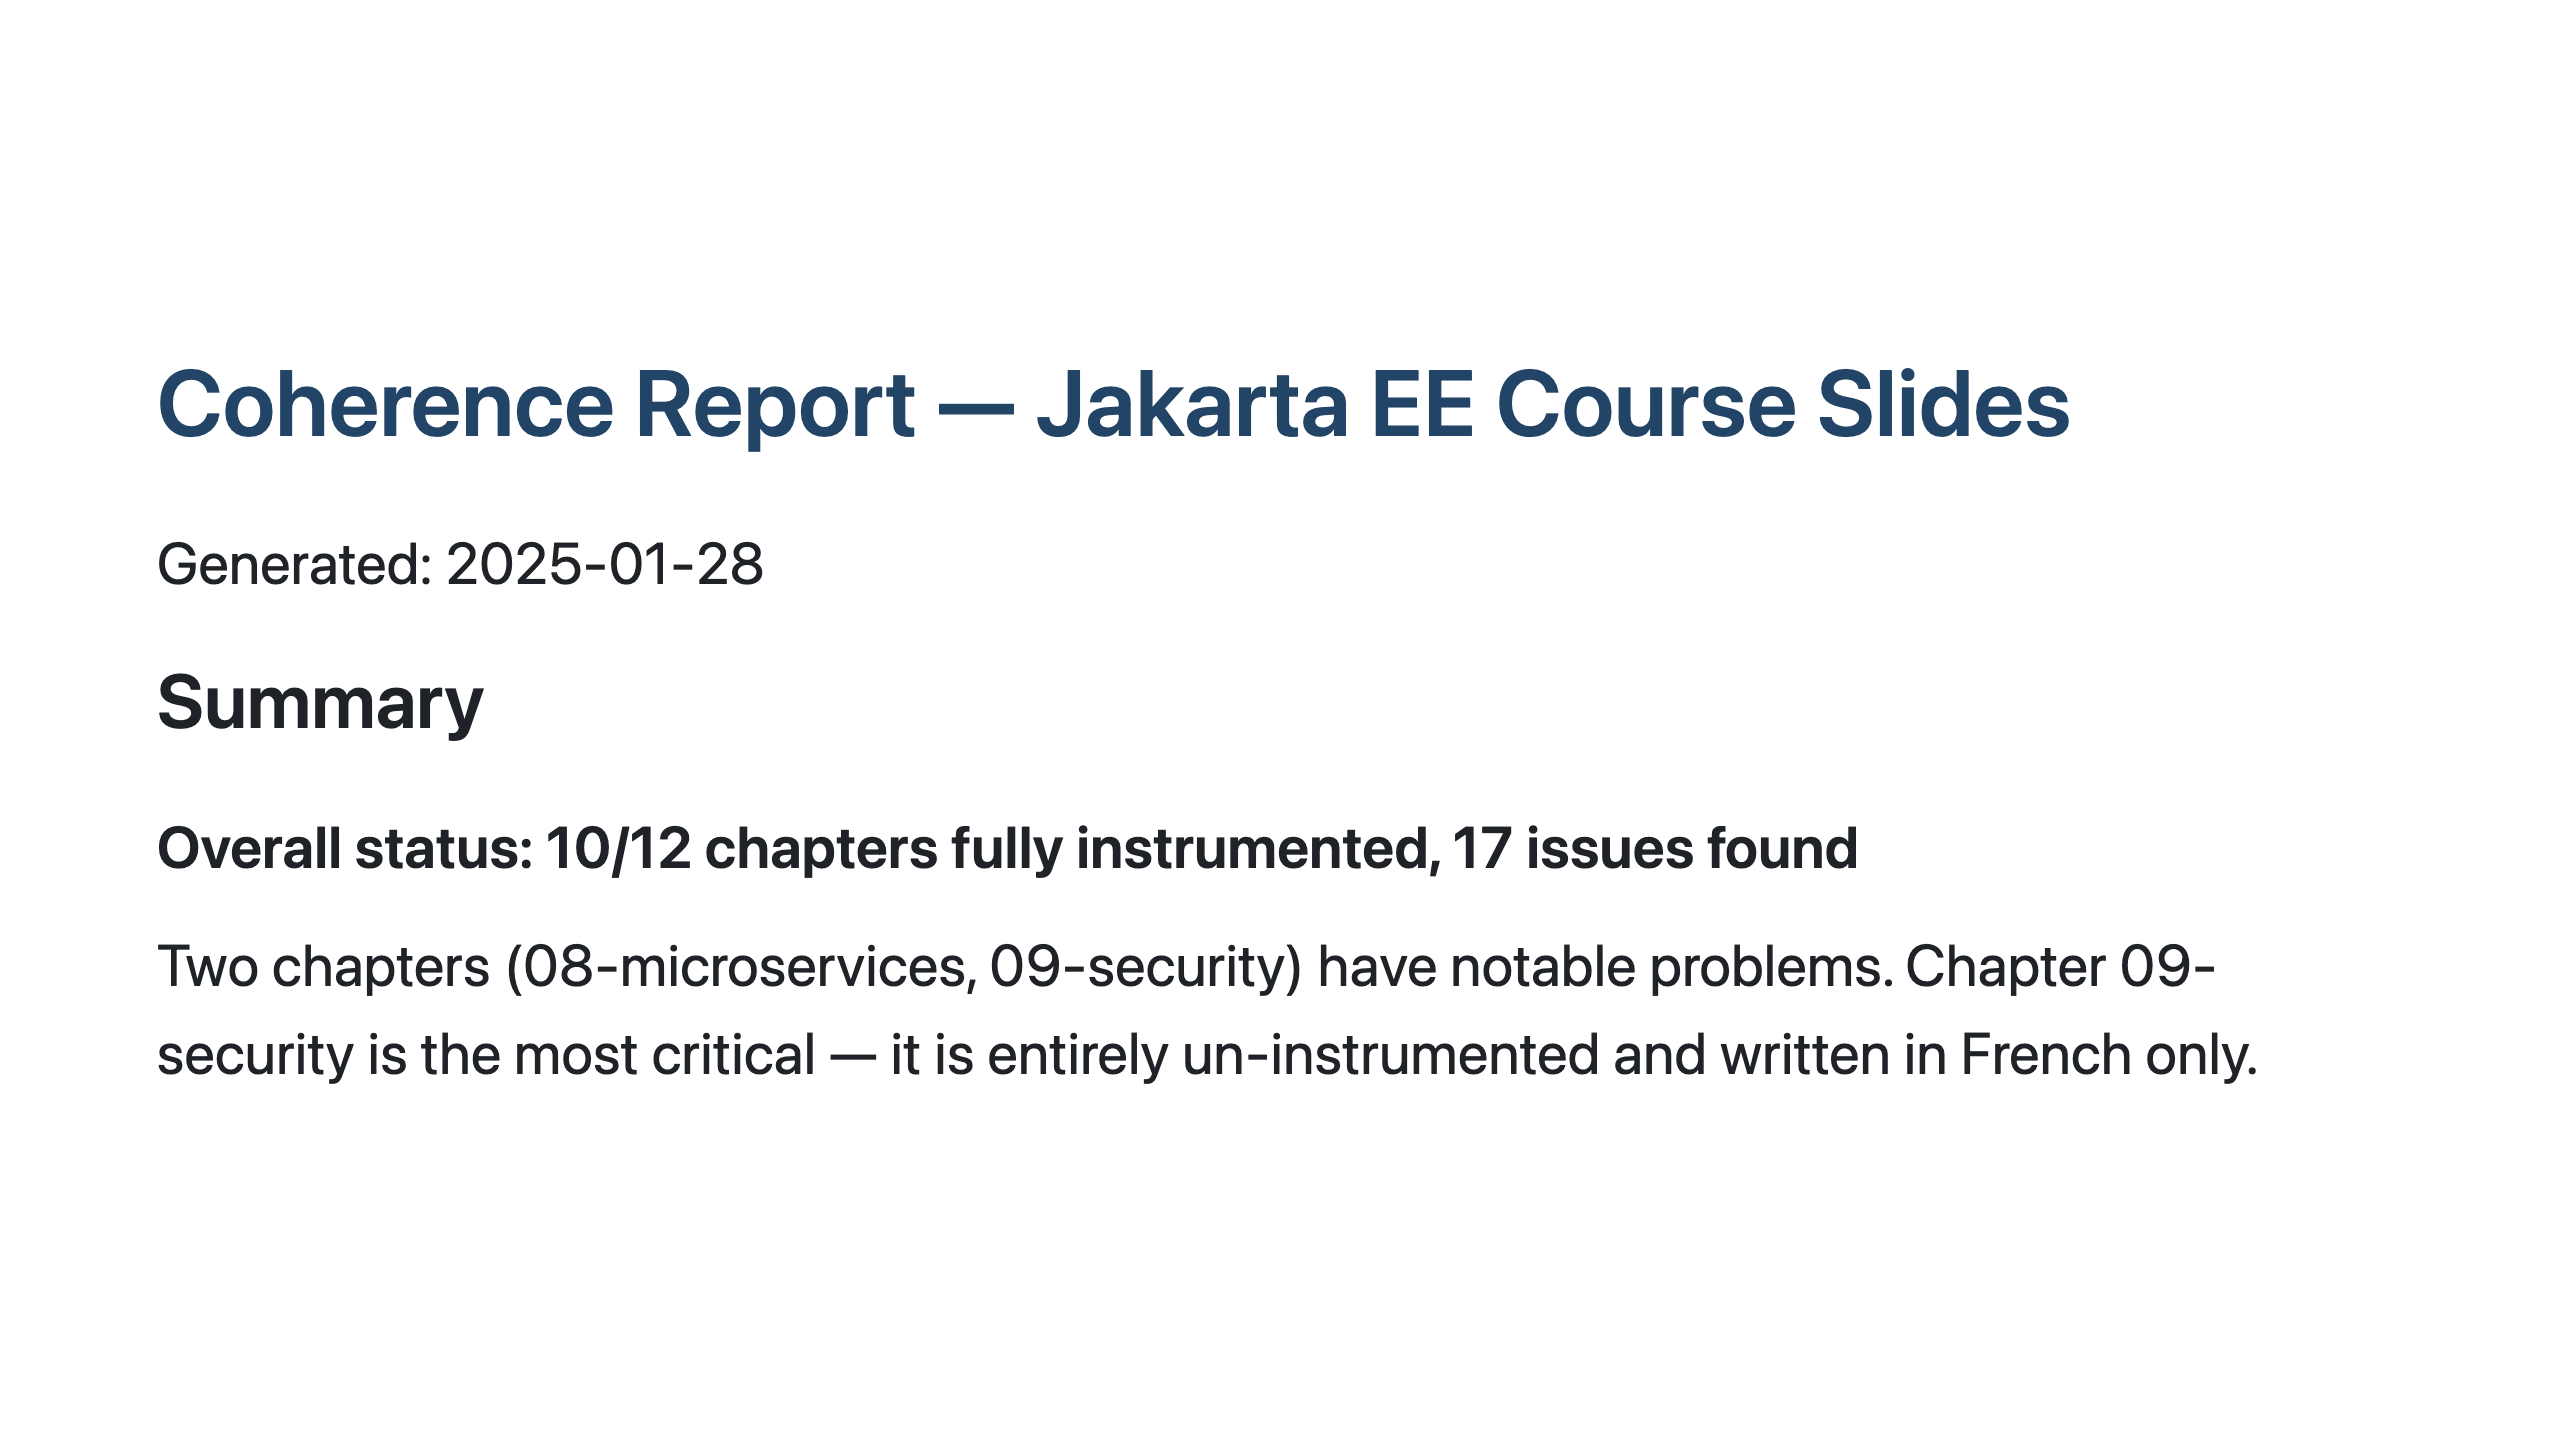 Coherence Report — Jakarta EE Course Slides
Generated: 2025-01-28
Summary
Overall status: 10/12 chapters fully instrumented, 17 issues found
Two chapters (08-microservices, 09-security) have notable problems. Chapter 09-
security is the most critical — it is entirely un-instrumented and written in French only.